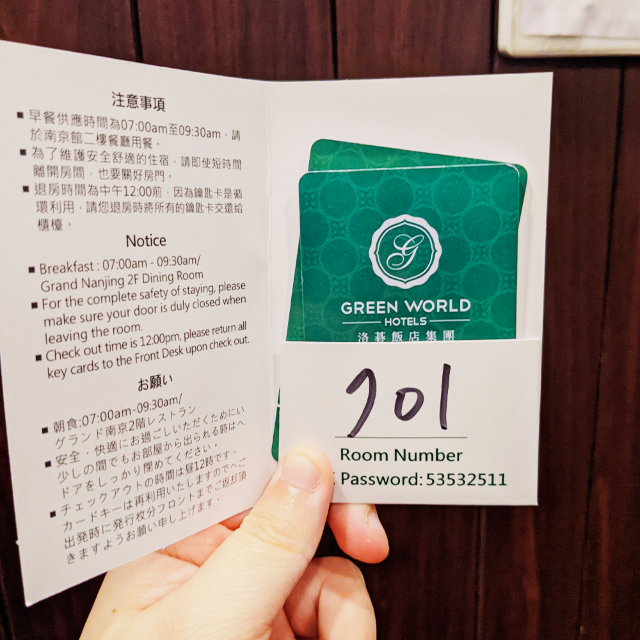 注意事項
■ 早餐供應時間為07:00am至09:30am，請
於南京館二樓餐廳用餐。
■ 為了維護安全舒適的住宿，請即使短時間
離開房間，也要關好房門。
■ 退房時間為中午12:00前，因為鑰匙卡是循
環利用，請您退房時將所有的鑰匙卡交還給
櫃檯。
Notice
■ Breakfast : 07:00am - 09:30am/
Grand Nanjing 2F Dining Room
■ For the complete safety of staying, please
make sure your door is duly closed when
leaving the room.
■ Check out time is 12:00pm, please return all
key cards to the Front Desk upon check out.
お願い
■ 朝食:07:00am-09:30am/
グランド南京2階レストラン
■ 安全・快適にお過ごしいただくためにい
少しの間でもお部屋から出られる時はへ
ドアをしっかり閉めてください。
■ チェックアウトの時間は昼12時です。
■ カードキーは再利用いたしますのでへご
出発時に発行枚分フロントまでご返却頂
きますようお願い申し上げます。
G
GREEN WORLD
HOTELS
洛碁飯店集團
701
Room Number
Password: 53532511